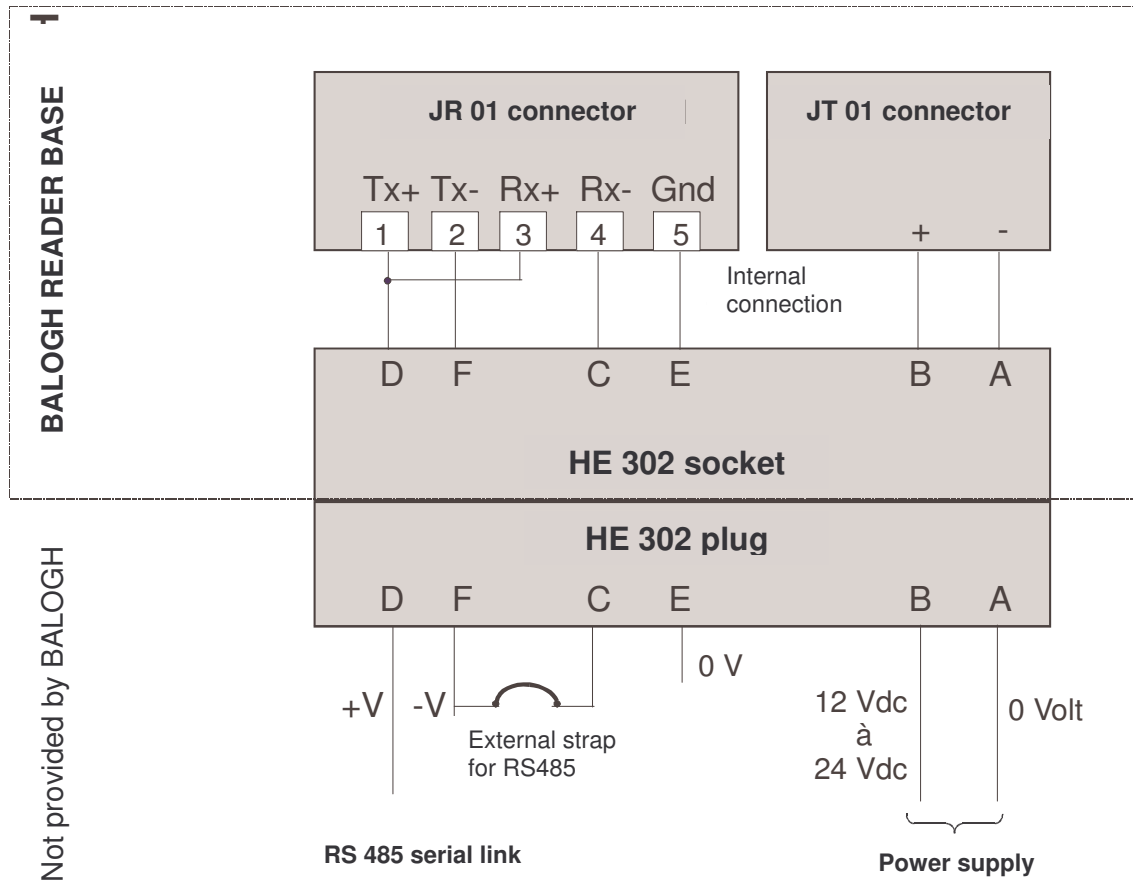 BALOGH READER BASE
JR 01 connector
JT 01 connector
Tx+ Tx- Rx+ Rx- Gnd
1 2 3 4 5
+ -
Internal
connection
D F C E B A
HE 302 socket
HE 302 plug
D F C E B A
Not provided by BALOGH
+V -V
0 V
External strap
for RS485
12 Vdc
à
24 Vdc
0 Volt
RS 485 serial link
Power supply